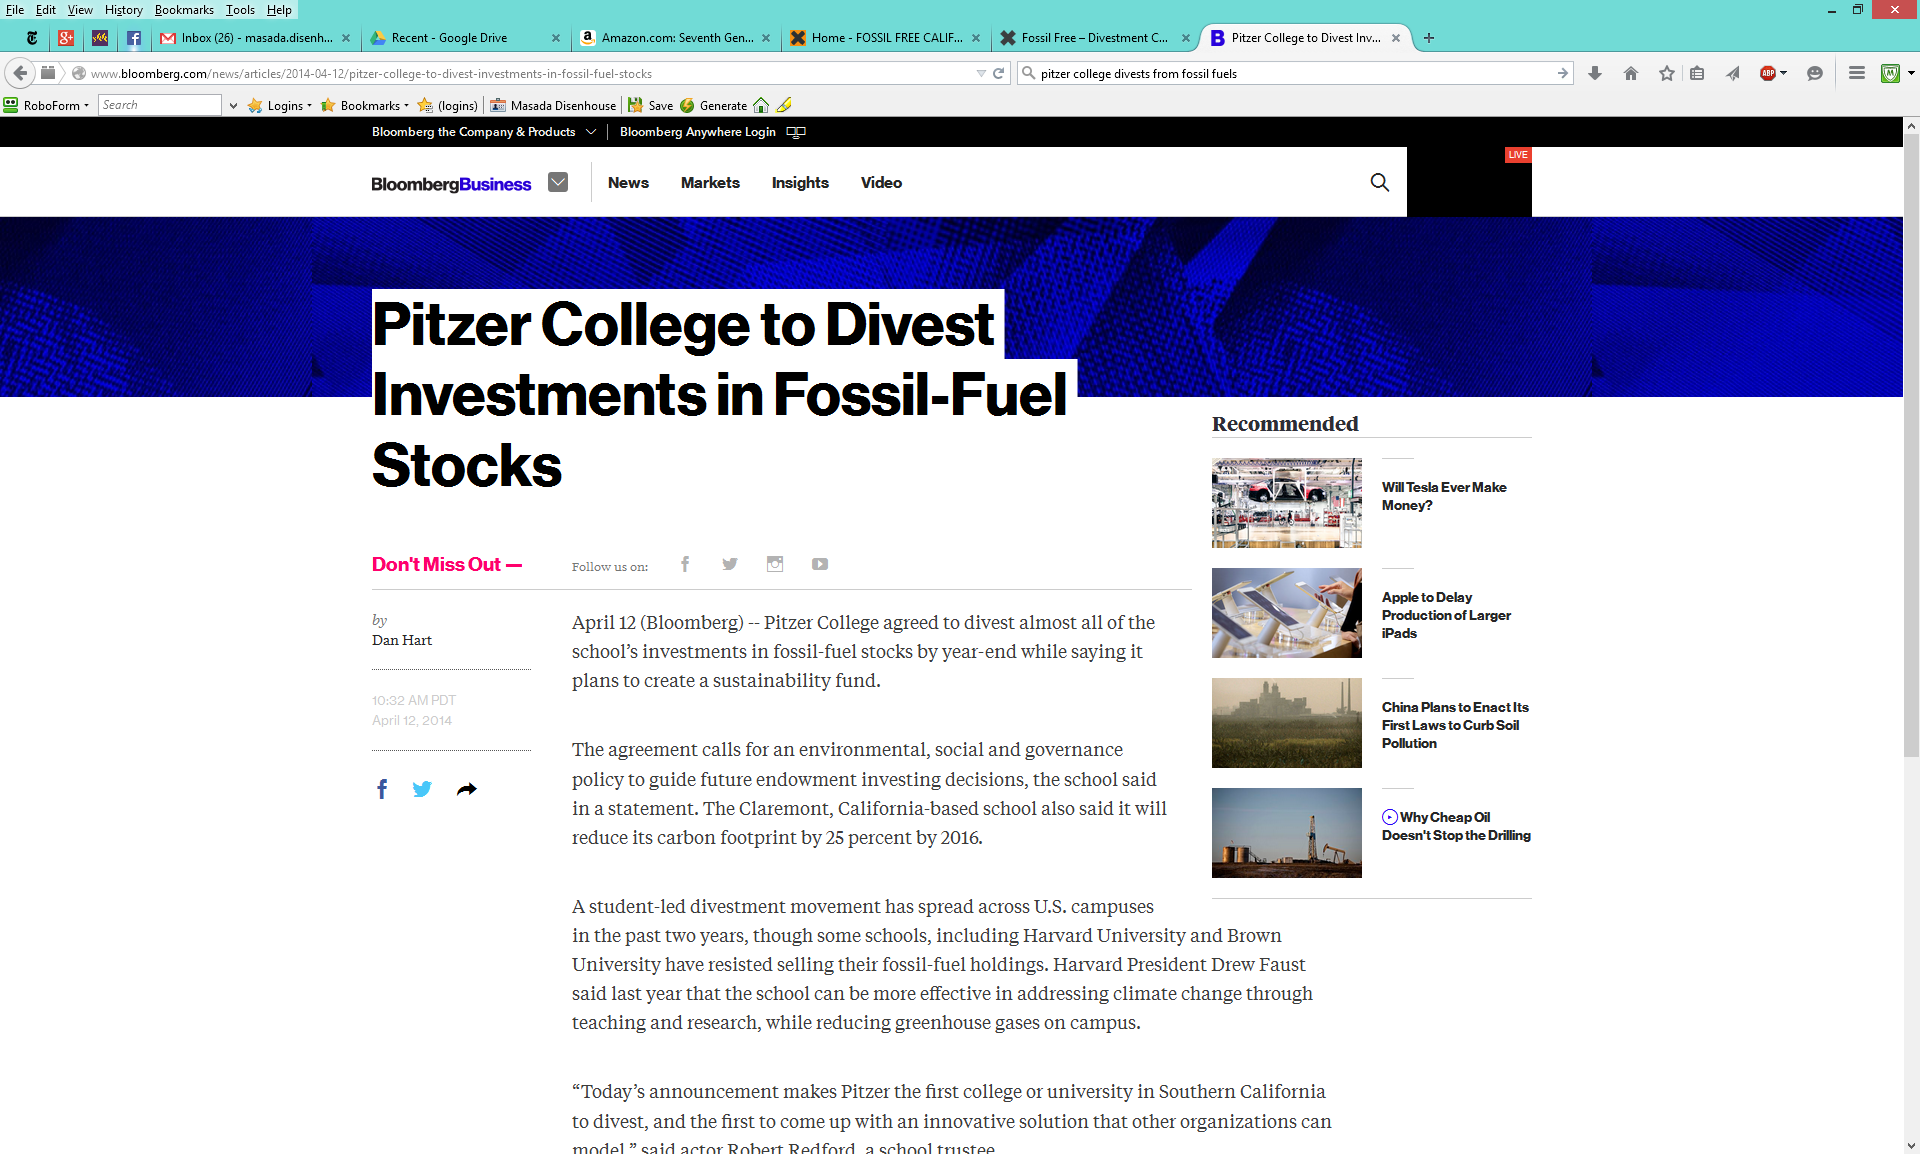 File Edit View History Bookmarks Tools Help
Inbox (26) - masada.disenh... Recent - Google Drive Amazon.com: Seventh Gen... Home - FOSSIL FREE CALIF... Fossil Free – Divestment C... Pitzer College to Divest Inv...
www.bloomberg.com/news/articles/2014-04-12/pitzer-college-to-divest-investments-in-fossil-fuel-stocks pitzer college divests from fossil fuels ABP
RoboForm Search Logins Bookmarks (logins) Masada Disenhouse Save Generate
Bloomberg the Company & Products Bloomberg Anywhere Login
LIVE
BloombergBusiness News Markets Insights Video
Pitzer College to Divest
Investments in Fossil-Fuel
Stocks
Don't Miss Out —
Follow us on:
by
Dan Hart
10:32 AM PDT
April 12, 2014
April 12 (Bloomberg) -- Pitzer College agreed to divest almost all of the
school’s investments in fossil-fuel stocks by year-end while saying it
plans to create a sustainability fund.
The agreement calls for an environmental, social and governance
policy to guide future endowment investing decisions, the school said
in a statement. The Claremont, California-based school also said it will
reduce its carbon footprint by 25 percent by 2016.
A student-led divestment movement has spread across U.S. campuses
in the past two years, though some schools, including Harvard University and Brown
University have resisted selling their fossil-fuel holdings. Harvard President Drew Faust
said last year that the school can be more effective in addressing climate change through
teaching and research, while reducing greenhouse gases on campus.
“Today’s announcement makes Pitzer the first college or university in Southern California
to divest, and the first to come up with an innovative solution that other organizations can
model,” said actor Robert Redford, a school trustee.
Recommended
Will Tesla Ever Make
Money?
Apple to Delay
Production of Larger
iPads
China Plans to Enact Its
First Laws to Curb Soil
Pollution
Why Cheap Oil
Doesn't Stop the Drilling